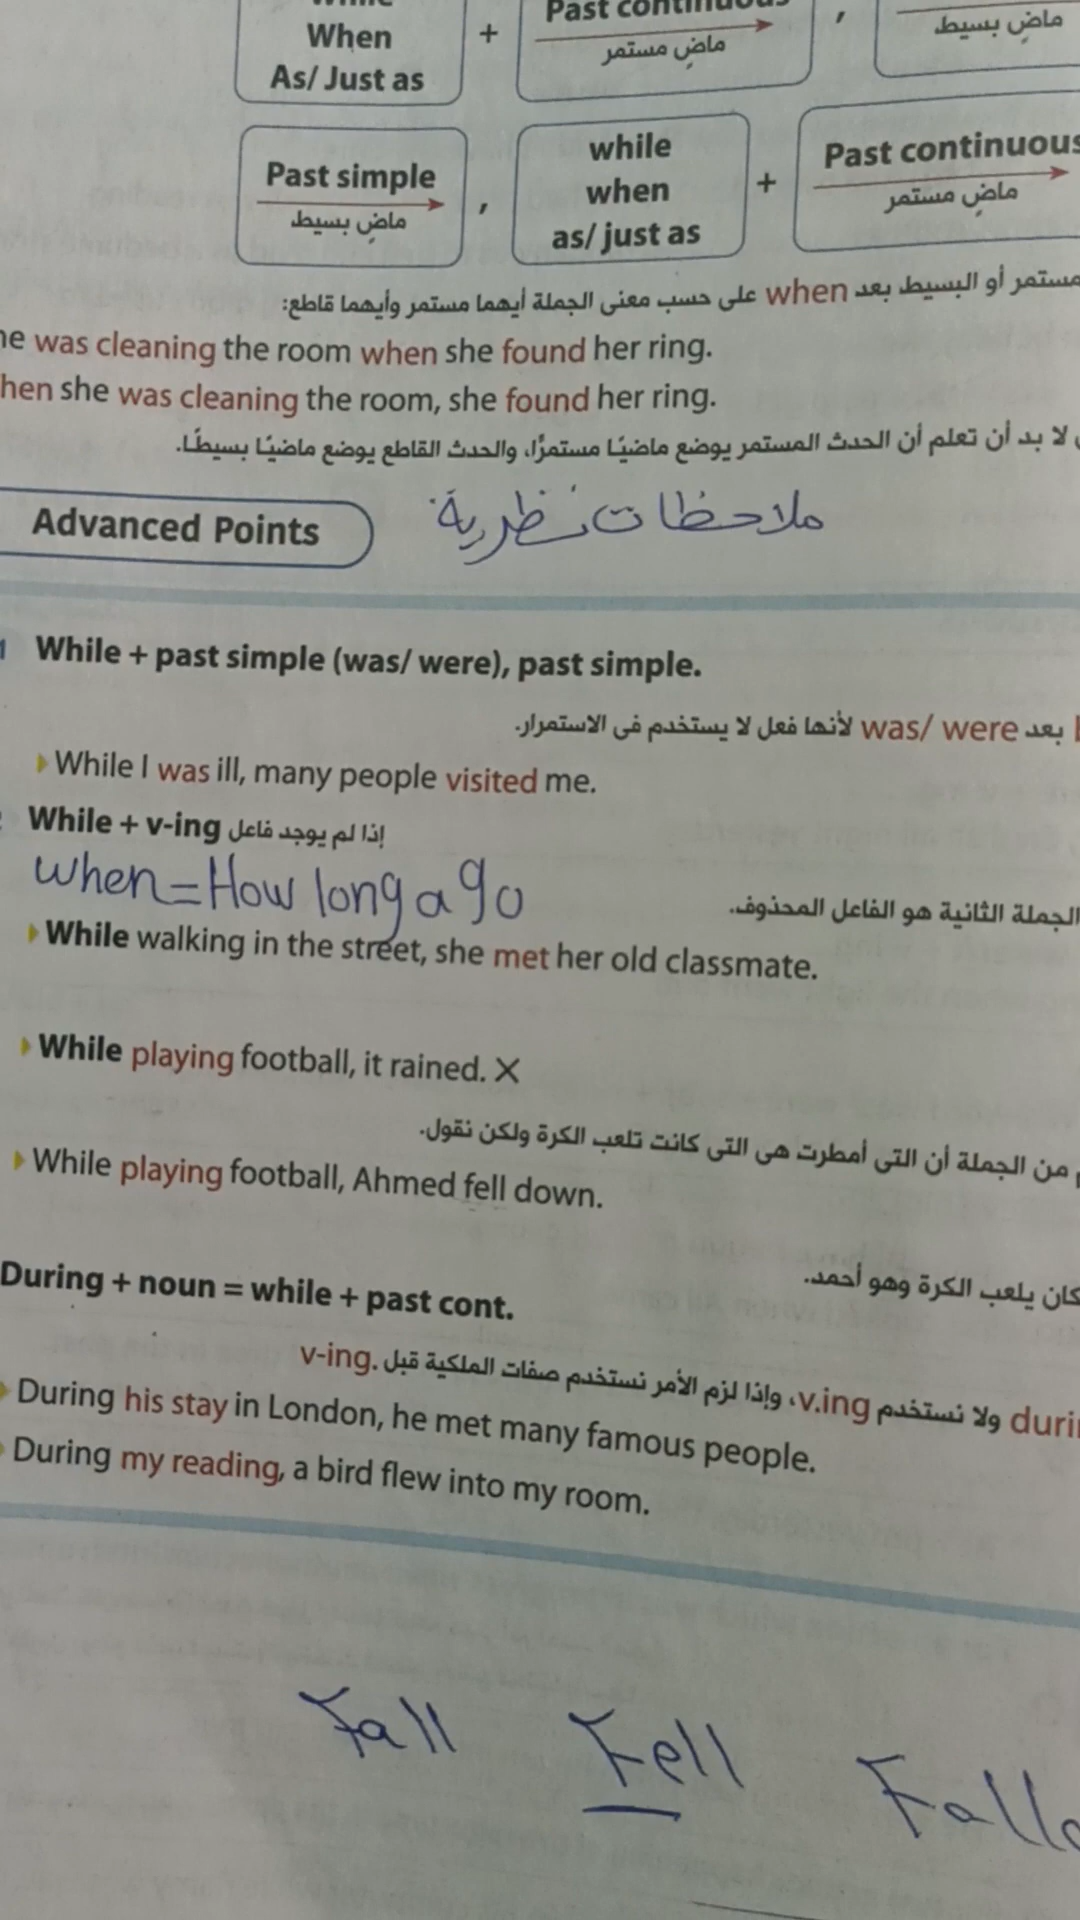 When
As/ Just as
+
Past continuous
ماضٍ مستمر
,
ماضٍ بسيط
Past simple
ماضٍ بسيط
,
while
when
as/ just as
+
Past continuous
ماضٍ مستمر
مستمر أو البسيط بعد when على حسب معنى الجملة أيهما مستمر وأيهما قاطع:
was cleaning the room when she found her ring.
she was cleaning the room, she found her ring.
لا بد أن تعلم أن الحدث المستمر يوضع ماضيًا مستمرًا، والحدث القاطع يوضع ماضيًا بسيطًا.
Advanced Points
ملاحظات نظرية
1 While + past simple (was/ were), past simple.
بعد was/ were لأنها فعل لا يستخدم فى الاستمرار.
While I was ill, many people visited me.
While + v-ing إذا لم يوجد فاعل
when = How long ago
الجملة الثانية هو الفاعل المحذوف.
While walking in the street, she met her old classmate.
While playing football, it rained. X
من الجملة أن التى أمطرت هى التى كانت تلعب الكرة ولكن نقول.
While playing football, Ahmed fell down.
كان يلعب الكرة وهو أحمد.
During + noun = while + past cont.
ولا نستخدم v.ing، وإذا لزم الأمر نستخدم صفات الملكية قبل v-ing.
During his stay in London, he met many famous people.
During my reading, a bird flew into my room.
Fall Fell